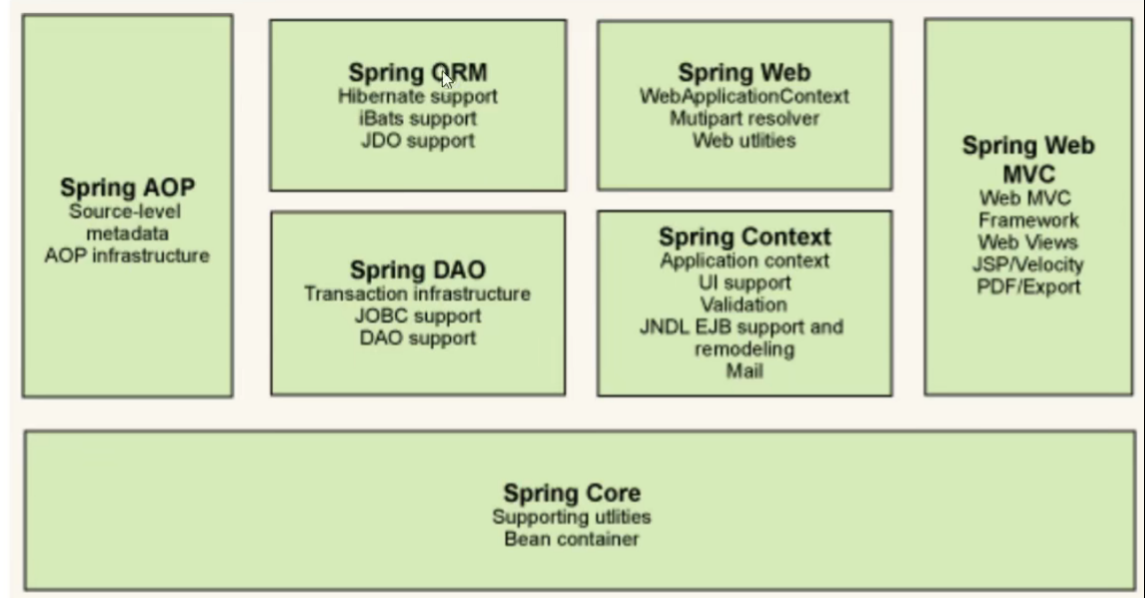 Spring AOP
Source-level
metadata
AOP infrastructure
Spring ORM
Hibernate support
iBats support
JDO support
Spring DAO
Transaction infrastructure
JOBC support
DAO support
Spring Web
WebApplicationContext
Mutipart resolver
Web utlities
Spring Context
Application context
UI support
Validation
JNDL EJB support and
remodeling
Mail
Spring Web
MVC
Web MVC
Framework
Web Views
JSP/Velocity
PDF/Export
Spring Core
Supporting utlities
Bean container